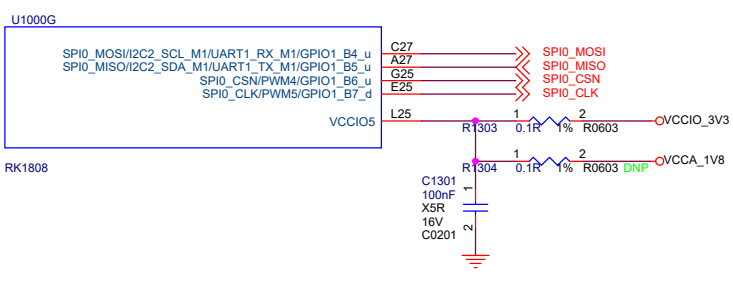 U1000G
SPI0_MOSI/I2C2_SCL_M1/UART1_RX_M1/GPIO1_B4_u C27 SPI0_MOSI
SPI0_MISO/I2C2_SDA_M1/UART1_TX_M1/GPIO1_B5_u A27 SPI0_MISO
SPI0_CSN/PWM4/GPIO1_B6_u G25 SPI0_CSN
SPI0_CLK/PWM5/GPIO1_B7_d E25 SPI0_CLK
VCCIO5 L25 1 2 VCCIO_3V3
R1303 0.1R 1% R0603
1 2 VCCA_1V8
RK1808 R1304 0.1R 1% R0603 DNP
C1301 1
100nF
X5R
16V
C0201 2